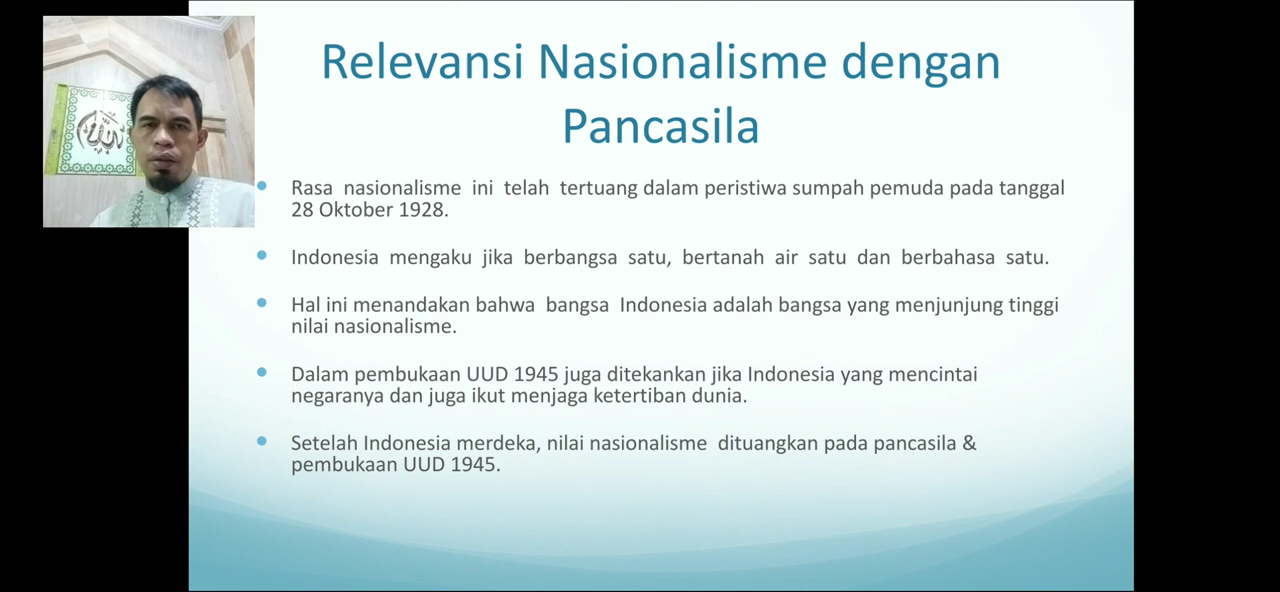 Relevansi Nasionalisme dengan
Pancasila
Rasa nasionalisme ini telah tertuang dalam peristiwa sumpah pemuda pada tanggal
28 Oktober 1928.
Indonesia mengaku jika berbangsa satu, bertanah air satu dan berbahasa satu.
Hal ini menandakan bahwa bangsa Indonesia adalah bangsa yang menjunjung tinggi
nilai nasionalisme.
Dalam pembukaan UUD 1945 juga ditekankan jika Indonesia yang mencintai
negaranya dan juga ikut menjaga ketertiban dunia.
Setelah Indonesia merdeka, nilai nasionalisme dituangkan pada pancasila &
pembukaan UUD 1945.